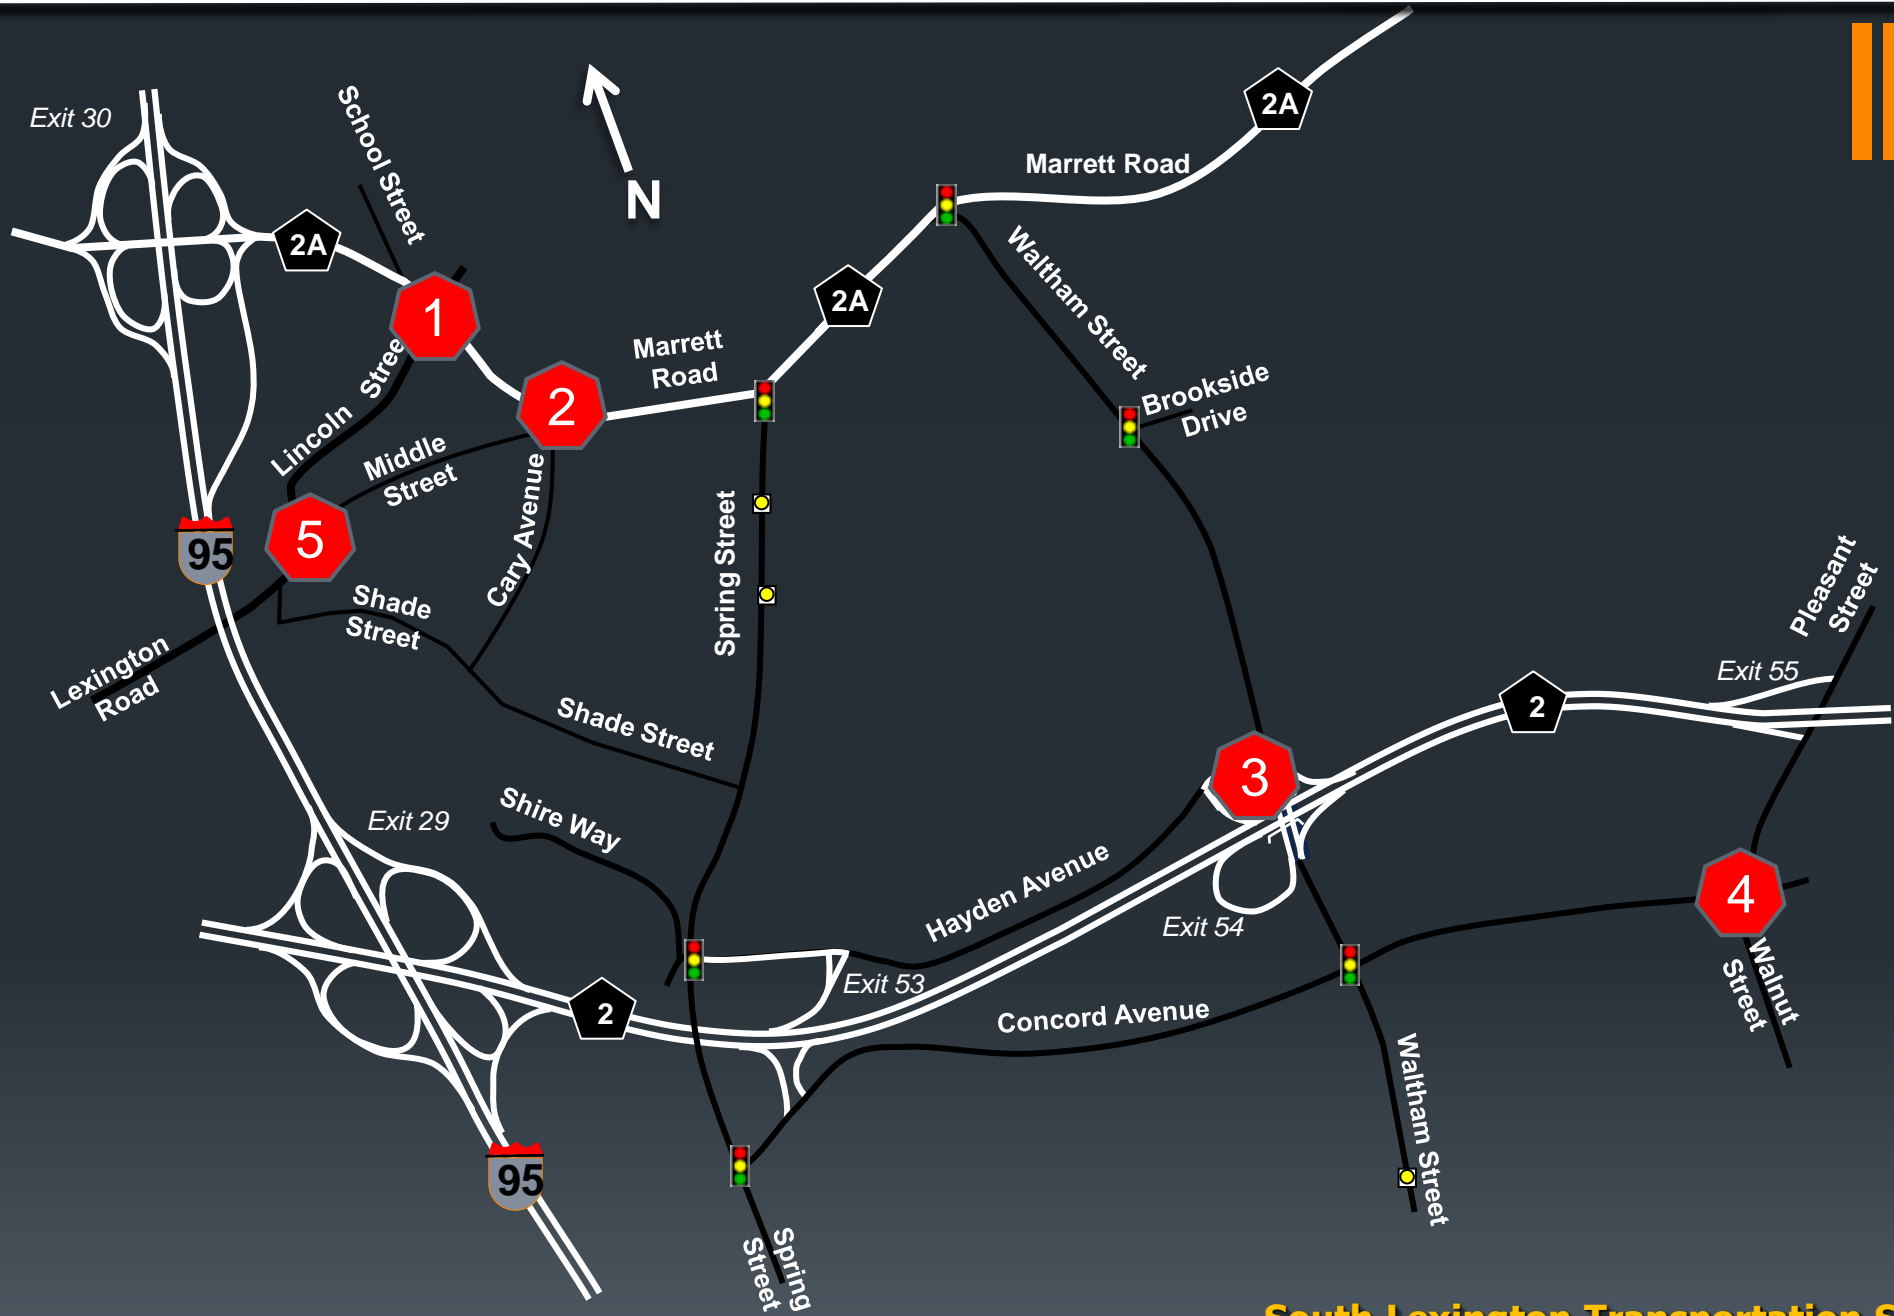 Exit 30
School Street
N
2A
Marrett Road
2A
1
Lincoln Stree
2
Marrett
Road
2A
Waltham Street
Brookside
Drive
Middle
Street
Cary Avenue
5
95
Spring Street
Shade
Street
Lexington
Road
Shade Street
Pleasant
Street
Exit 55
2
3
Shire Way
Exit 29
Hayden Avenue
Exit 54
4
Walnut
Street
Exit 53
2
Concord Avenue
Waltham Street
95
Spring
Street
South Lexington Transportation S